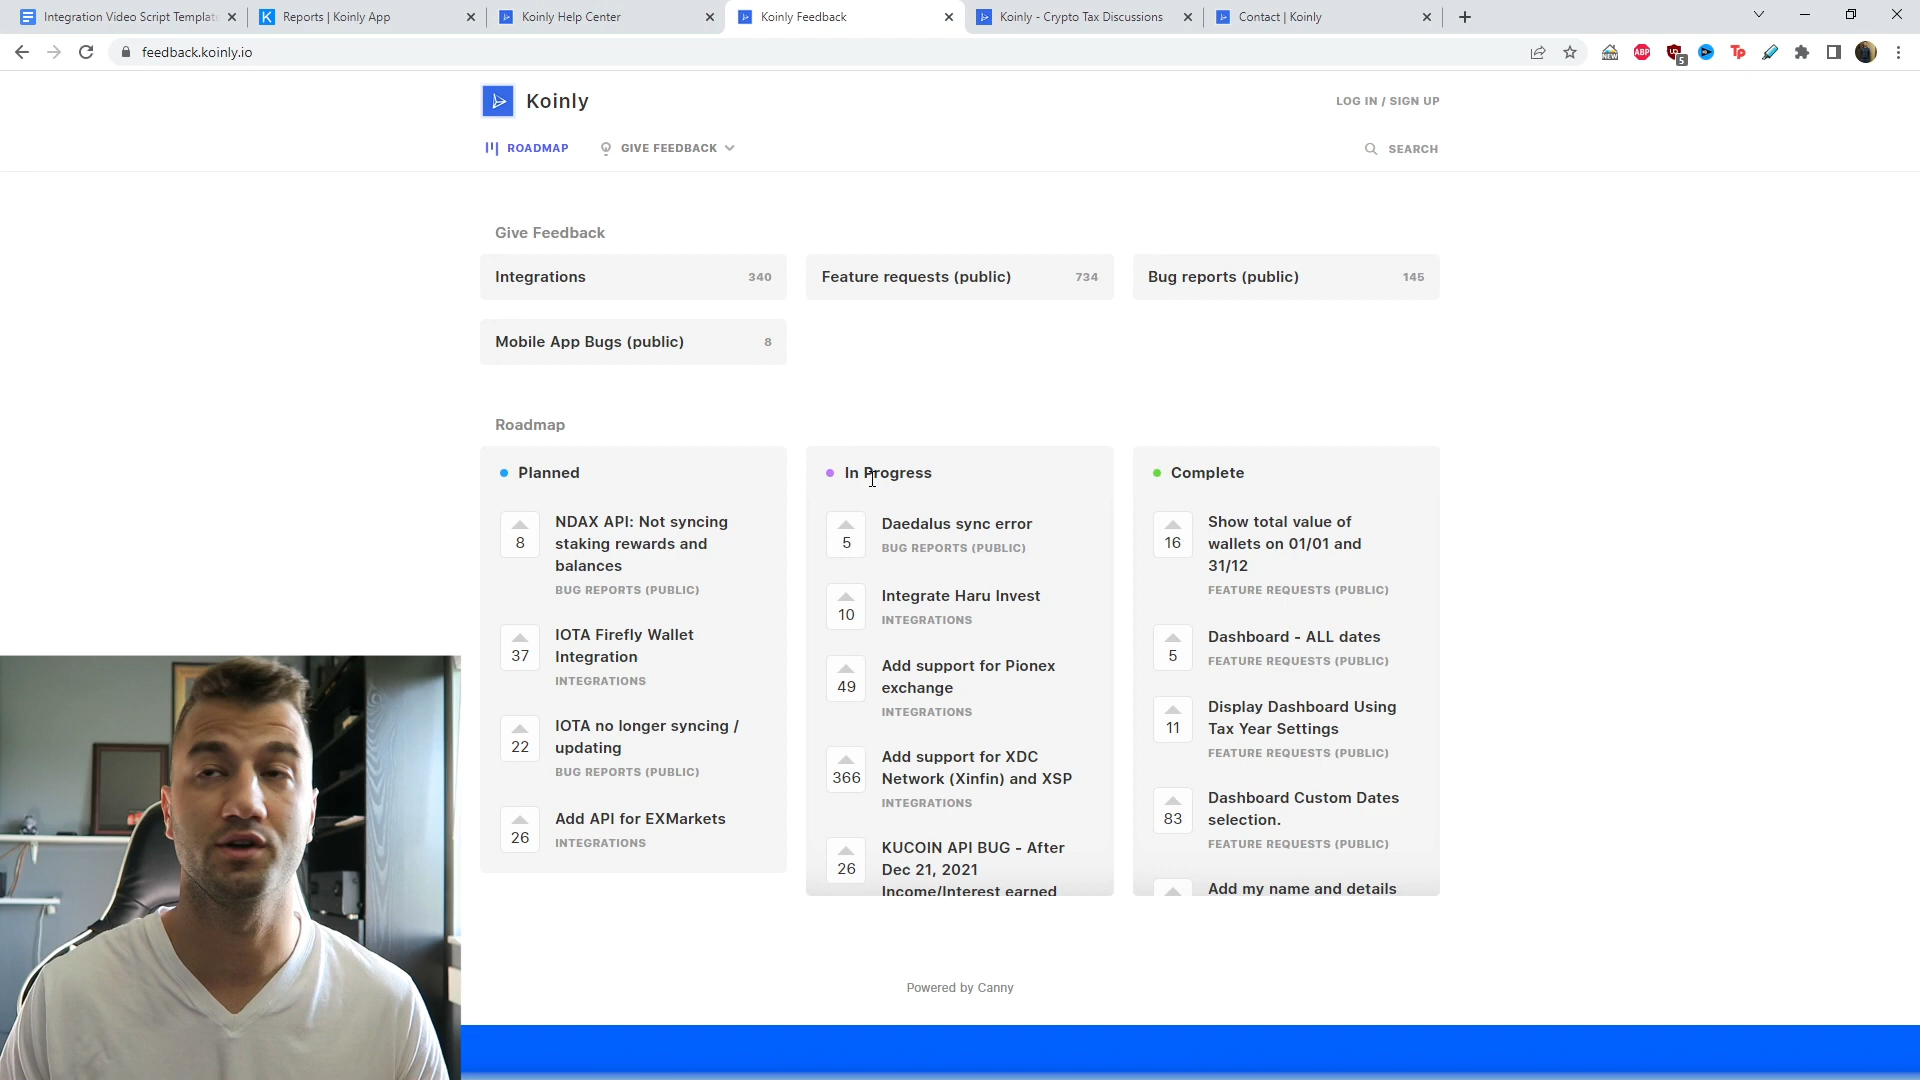 Integration Video Script Templat
Reports | Koinly App
Koinly Help Center
Koinly Feedback
Koinly - Crypto Tax Discussions
Contact | Koinly
feedback.koinly.io
NEW
ABP
5
Tp
Koinly
LOG IN / SIGN UP
ROADMAP
GIVE FEEDBACK
SEARCH
Give Feedback
Integrations 340
Feature requests (public) 734
Bug reports (public) 145
Mobile App Bugs (public) 8
Roadmap
Planned
8
NDAX API: Not syncing
staking rewards and
balances
BUG REPORTS (PUBLIC)
37
IOTA Firefly Wallet
Integration
INTEGRATIONS
22
IOTA no longer syncing /
updating
BUG REPORTS (PUBLIC)
26
Add API for EXMarkets
INTEGRATIONS
In Progress
5
Daedalus sync error
BUG REPORTS (PUBLIC)
10
Integrate Haru Invest
INTEGRATIONS
49
Add support for Pionex
exchange
INTEGRATIONS
366
Add support for XDC
Network (Xinfin) and XSP
INTEGRATIONS
26
KUCOIN API BUG - After
Dec 21, 2021
Income/Interest earned
Complete
16
Show total value of
wallets on 01/01 and
31/12
FEATURE REQUESTS (PUBLIC)
5
Dashboard - ALL dates
FEATURE REQUESTS (PUBLIC)
11
Display Dashboard Using
Tax Year Settings
FEATURE REQUESTS (PUBLIC)
83
Dashboard Custom Dates
selection.
FEATURE REQUESTS (PUBLIC)
Add my name and details
Powered by Canny